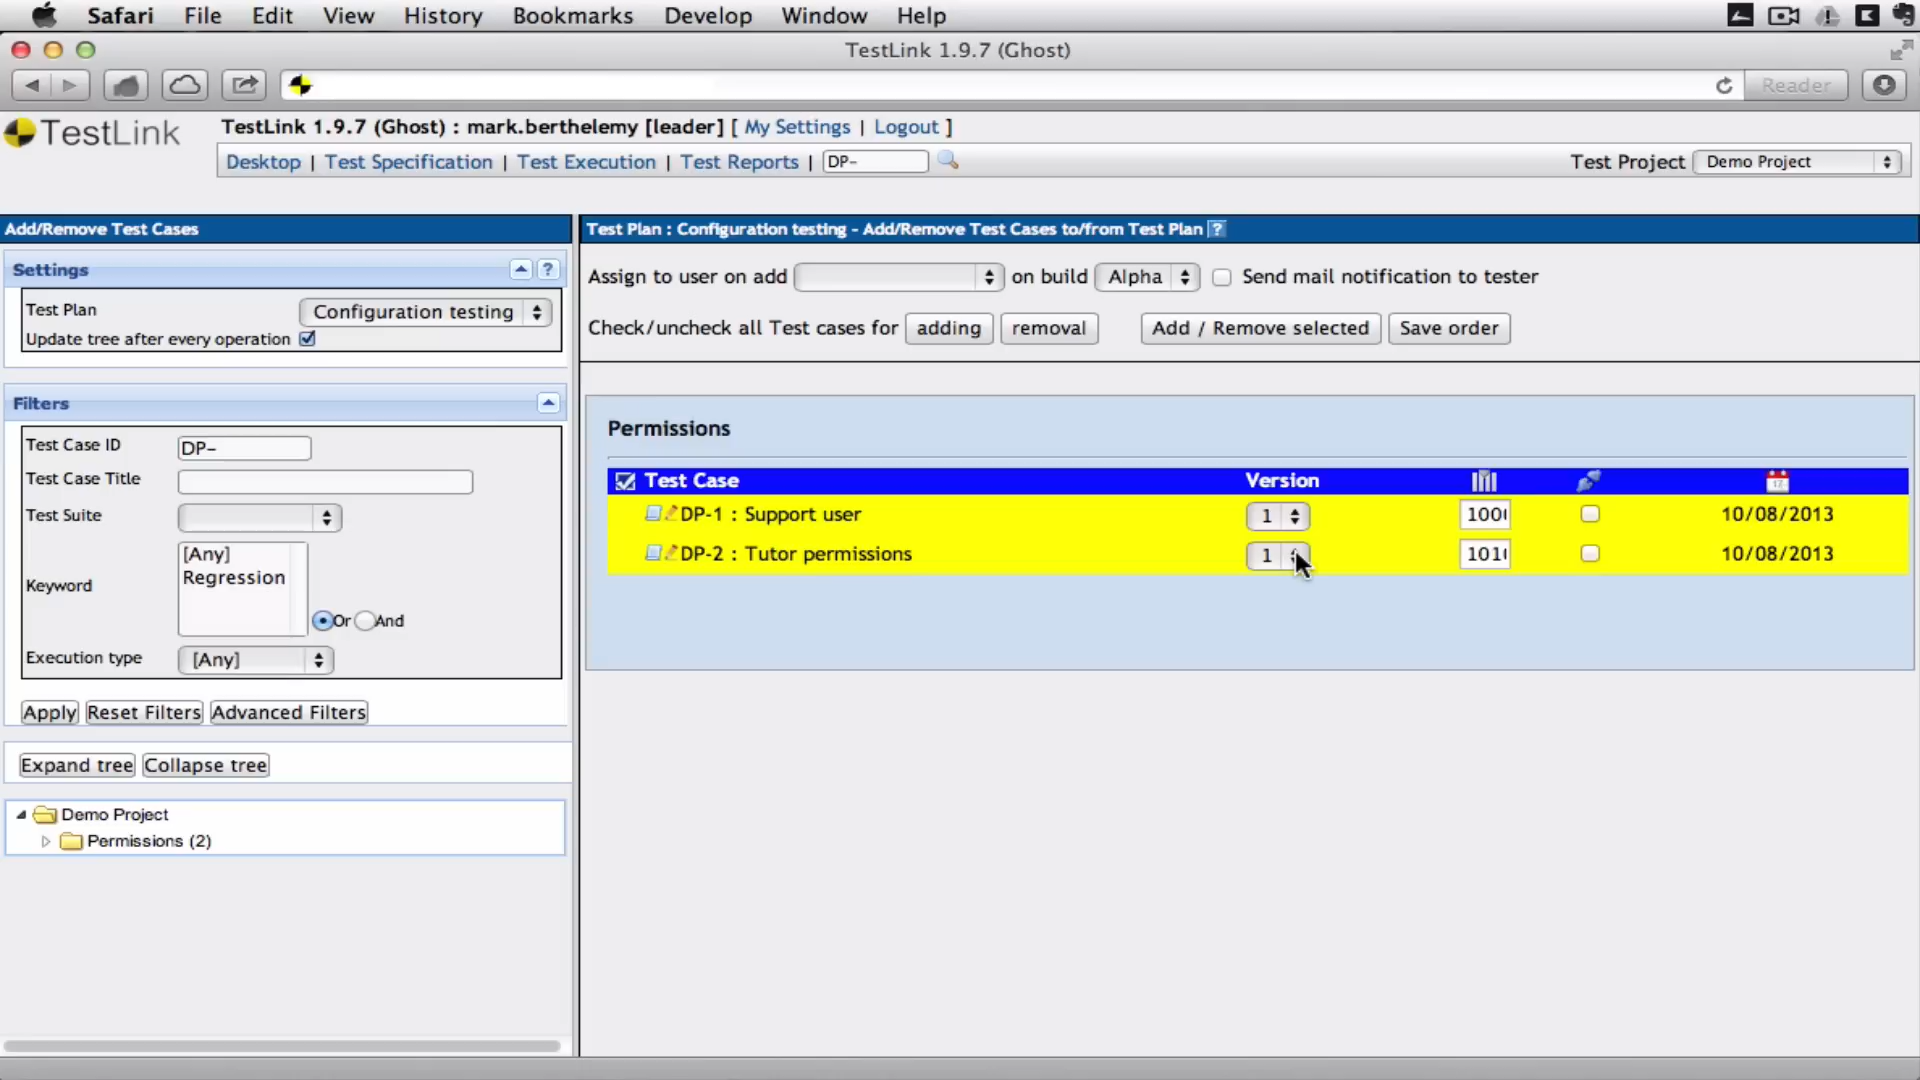 Safari File Edit View History Bookmarks Develop Window Help
TestLink 1.9.7 (Ghost)
Reader
TestLink
TestLink 1.9.7 (Ghost) : mark.berthelemy [leader] [ My Settings | Logout ]
Desktop | Test Specification | Test Execution | Test Reports | DP-
Test Project Demo Project
Add/Remove Test Cases
Settings
?
Test Plan Configuration testing
Update tree after every operation
Filters
Test Case ID DP-
Test Case Title
Test Suite
Keyword
[Any]
Regression
Or And
Execution type [Any]
Apply Reset Filters Advanced Filters
Expand tree Collapse tree
Demo Project
Permissions (2)
Test Plan : Configuration testing - Add/Remove Test Cases to/from Test Plan ?
Assign to user on add on build Alpha Send mail notification to tester
Check/uncheck all Test cases for adding removal Add / Remove selected Save order
Permissions
Test Case Version
DP-1 : Support user 1 100 10/08/2013
DP-2 : Tutor permissions 1 101 10/08/2013